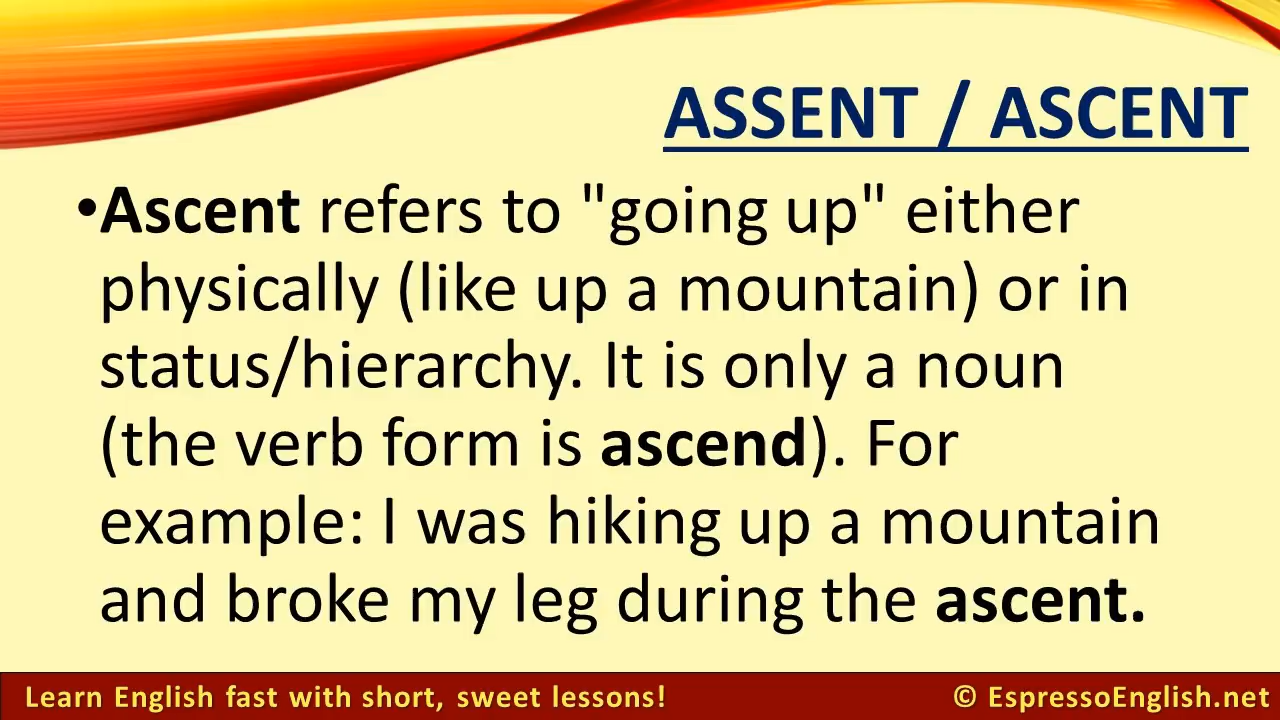 ASSENT / ASCENT
•Ascent refers to "going up" either
physically (like up a mountain) or in
status/hierarchy. It is only a noun
(the verb form is ascend). For
example: I was hiking up a mountain
and broke my leg during the ascent.
Learn English fast with short, sweet lessons!
© EspressoEnglish.net